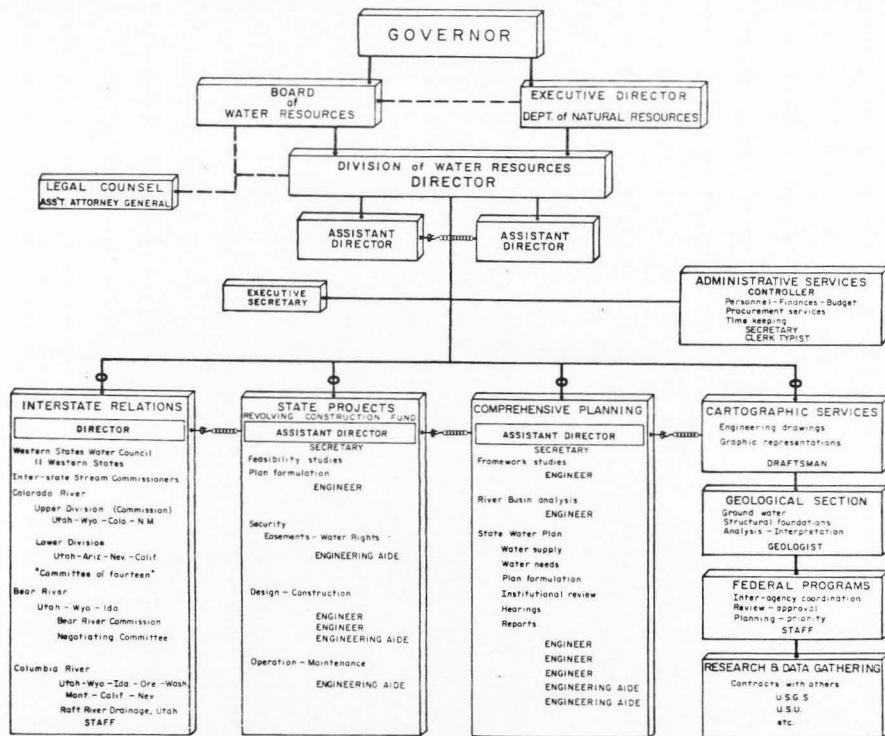 GOVERNOR
BOARD
of
WATER RESOURCES
EXECUTIVE DIRECTOR
DEPT. of NATURAL RESOURCES
DIVISION of WATER RESOURCES
DIRECTOR
LEGAL COUNSEL
ASS'T. ATTORNEY GENERAL
ASSISTANT
DIRECTOR
ASSISTANT
DIRECTOR
EXECUTIVE
SECRETARY
ADMINISTRATIVE SERVICES
CONTROLLER
Personnel-Finances-Budget
Procurement services
Time keeping
SECRETARY
CLERK TYPIST
INTERSTATE RELATIONS
DIRECTOR
Western States Water Council
11 Western States
Inter-state Stream Commissioners
Colorado River
Upper Division (Commission)
Utah-Wyo-Colo-N.M.
Lower Division
Utah-Ariz-Nev-Calif
"Committee of fourteen"
Bear River
Utah-Wyo-Ida
Bear River Commission
Negotiating Committee
Columbia River
Utah-Wyo-Ida-Ore-Wash
Mont-Calif-Nev
Raft River Drainage, Utah
STAFF
STATE PROJECTS
REVOLVING CONSTRUCTION FUND
ASSISTANT DIRECTOR
SECRETARY
Feasibility studies
Plan formulation
ENGINEER
Security
Easements-Water Rights
ENGINEERING AIDE
Design-Construction
ENGINEER
ENGINEER
ENGINEERING AIDE
Operation-Maintenance
ENGINEERING AIDE
COMPREHENSIVE PLANNING
ASSISTANT DIRECTOR
SECRETARY
Framework studies
ENGINEER
River Basin analysis
ENGINEER
State Water Plan
Water supply
Water needs
Plan formulation
Institutional review
Hearings
Reports
ENGINEER
ENGINEER
ENGINEER
ENGINEERING AIDE
ENGINEERING AIDE
CARTOGRAPHIC SERVICES
Engineering drawings
Graphic representations
DRAFTSMAN
GEOLOGICAL SECTION
Ground water
Structural foundations
Analysis-Interpretation
GEOLOGIST
FEDERAL PROGRAMS
Inter-agency coordination
Review-approval
Planning-priority
STAFF
RESEARCH & DATA GATHERING
Contracts with others
U.S.G.S
U.S.U.
etc.